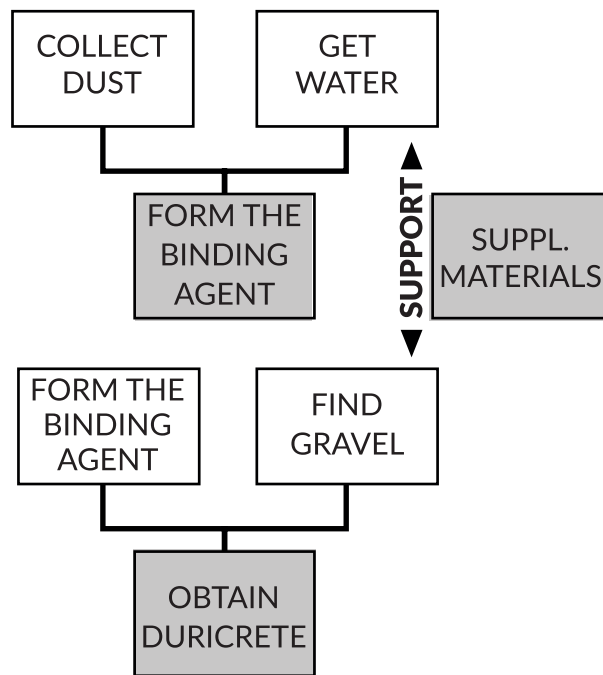 COLLECT
DUST
GET
WATER
FORM THE
BINDING
AGENT
SUPPORT
SUPPL.
MATERIALS
FORM THE
BINDING
AGENT
FIND
GRAVEL
OBTAIN
DURICRETE